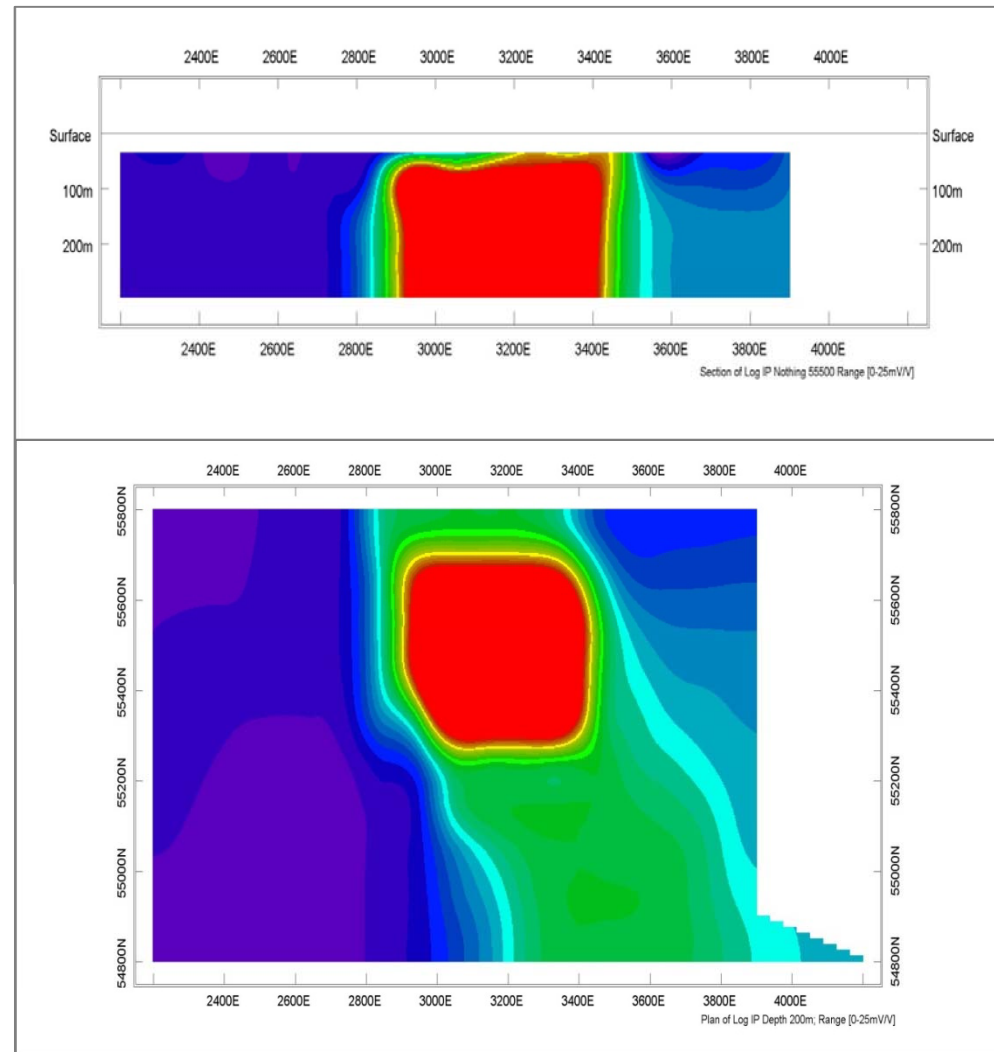 2400E 2600E 2800E 3000E 3200E 3400E 3600E 3800E 4000E
Surface Surface
100m 100m
200m 200m
2400E 2600E 2800E 3000E 3200E 3400E 3600E 3800E 4000E
Section of Log IP Nothing 55500 Range [0-25mV/V]
2400E 2600E 2800E 3000E 3200E 3400E 3600E 3800E 4000E
55800N 55800N
55600N 55600N
55400N 55400N
55200N 55200N
55000N 55000N
54800N 54800N
2400E 2600E 2800E 3000E 3200E 3400E 3600E 3800E 4000E
Plan of Log IP Depth 200m; Range [0-25mV/V]